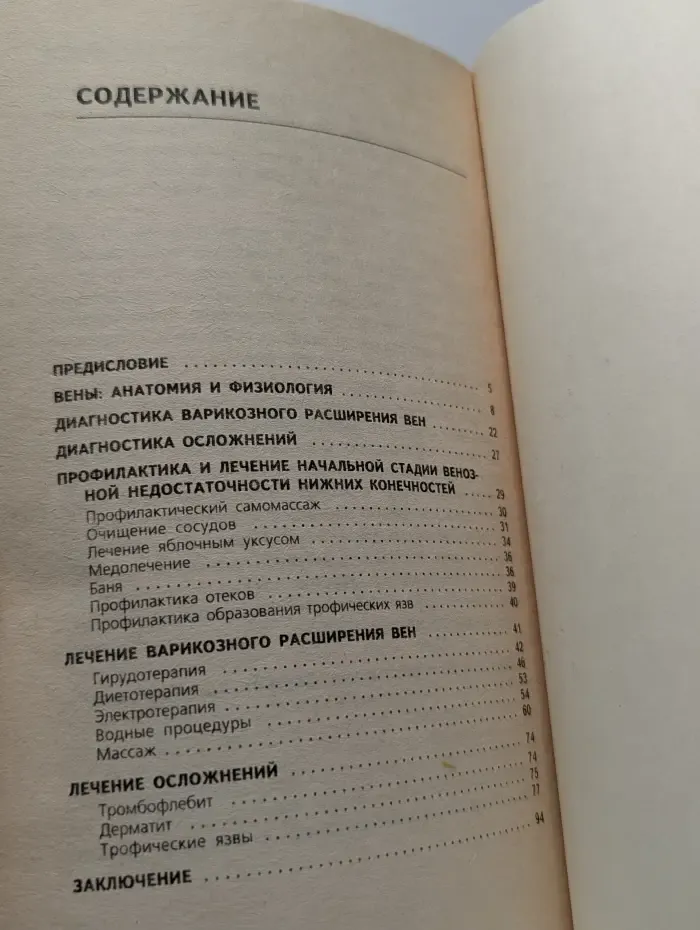 СОДЕРЖАНИЕ
ПРЕДИСЛОВИЕ 5
ВЕНЫ: АНАТОМИЯ И ФИЗИОЛОГИЯ 8
ДИАГНОСТИКА ВАРИКОЗНОГО РАСШИРЕНИЯ ВЕН 22
ДИАГНОСТИКА ОСЛОЖНЕНИЙ 27
ПРОФИЛАКТИКА И ЛЕЧЕНИЕ НАЧАЛЬНОЙ СТАДИИ ВЕНОЗ-
НОЙ НЕДОСТАТОЧНОСТИ НИЖНИХ КОНЕЧНОСТЕЙ 29
Профилактический самомассаж 30
Очищение сосудов 31
Лечение яблочным уксусом 34
Медолечение 36
Баня 36
Профилактика отеков 39
Профилактика образования трофических язв 40
ЛЕЧЕНИЕ ВАРИКОЗНОГО РАСШИРЕНИЯ ВЕН 41
Гирудотерапия 42
Диетотерапия 46
Электротерапия 53
Водные процедуры 54
Массаж 60
ЛЕЧЕНИЕ ОСЛОЖНЕНИЙ 74
Тромбофлебит 74
Дерматит 75
Трофические язвы 77
ЗАКЛЮЧЕНИЕ 94